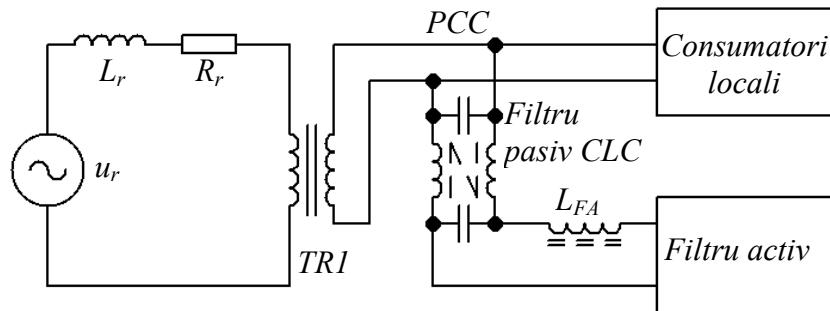 PCC
Consumatori
locali
L_r
R_r
Filtru
pasiv CLC
u_r
L_FA
TR1
Filtru activ